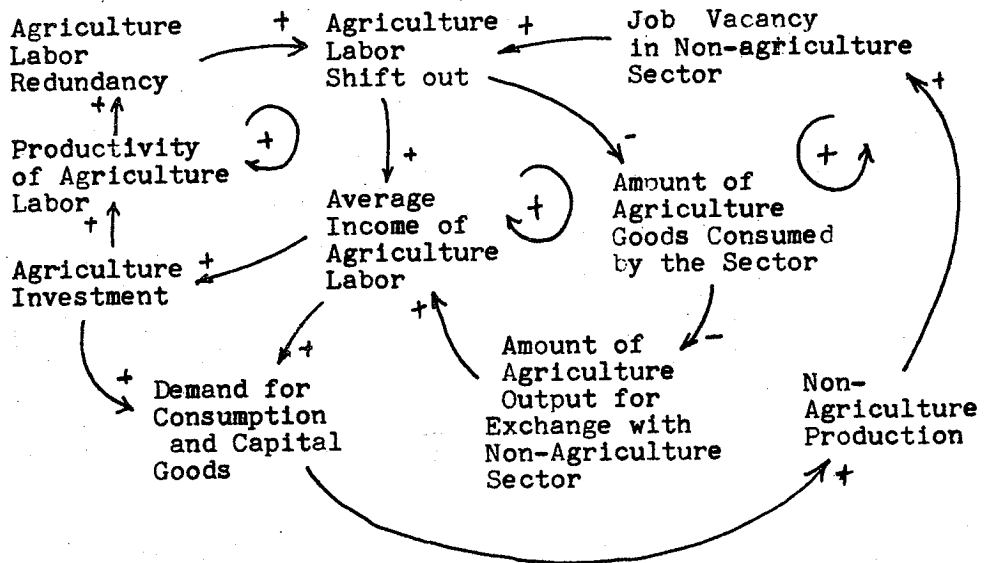 Agriculture
Labor
Redundancy
+
Agriculture
Labor
Shift out
+
Job Vacancy
in Non-agriculture
Sector
+
+
Productivity
of Agriculture
Labor
+
+
+
Average
Income of
Agriculture
Labor
+
-
Amount of
Agriculture
Goods Consumed
by the Sector
+
+
Agriculture
Investment
+
+
+
+
Demand for
Consumption
and Capital
Goods
+
-
Amount of
Agriculture
Output for
Exchange with
Non-Agriculture
Sector
Non-
Agriculture
Production
+